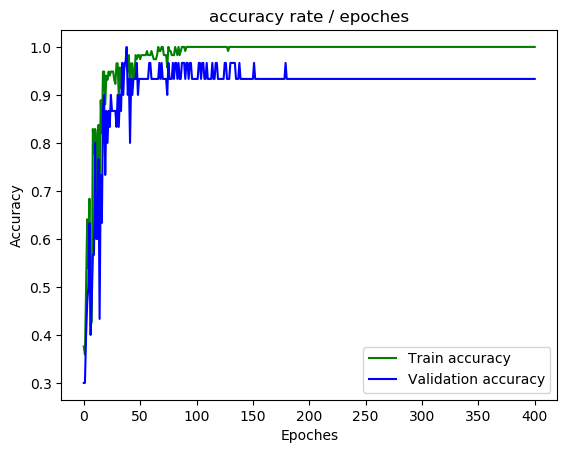 accuracy rate / epoches
1.0
0.9
0.8
0.7
0.6
0.5
0.4
0.3
Accuracy
0 50 100 150 200 250 300 350 400
Epoches
Train accuracy
Validation accuracy